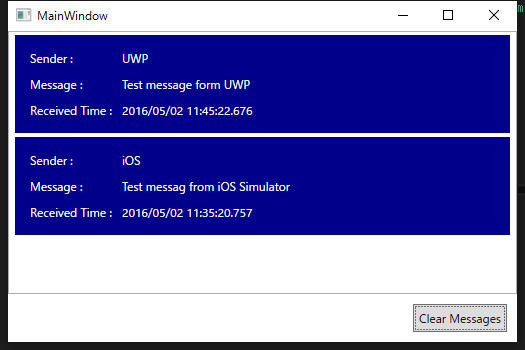 MainWindow
Sender : UWP
Message : Test message form UWP
Received Time : 2016/05/02 11:45:22.676
Sender : iOS
Message : Test messag from iOS Simulator
Received Time : 2016/05/02 11:35:20.757
Clear Messages